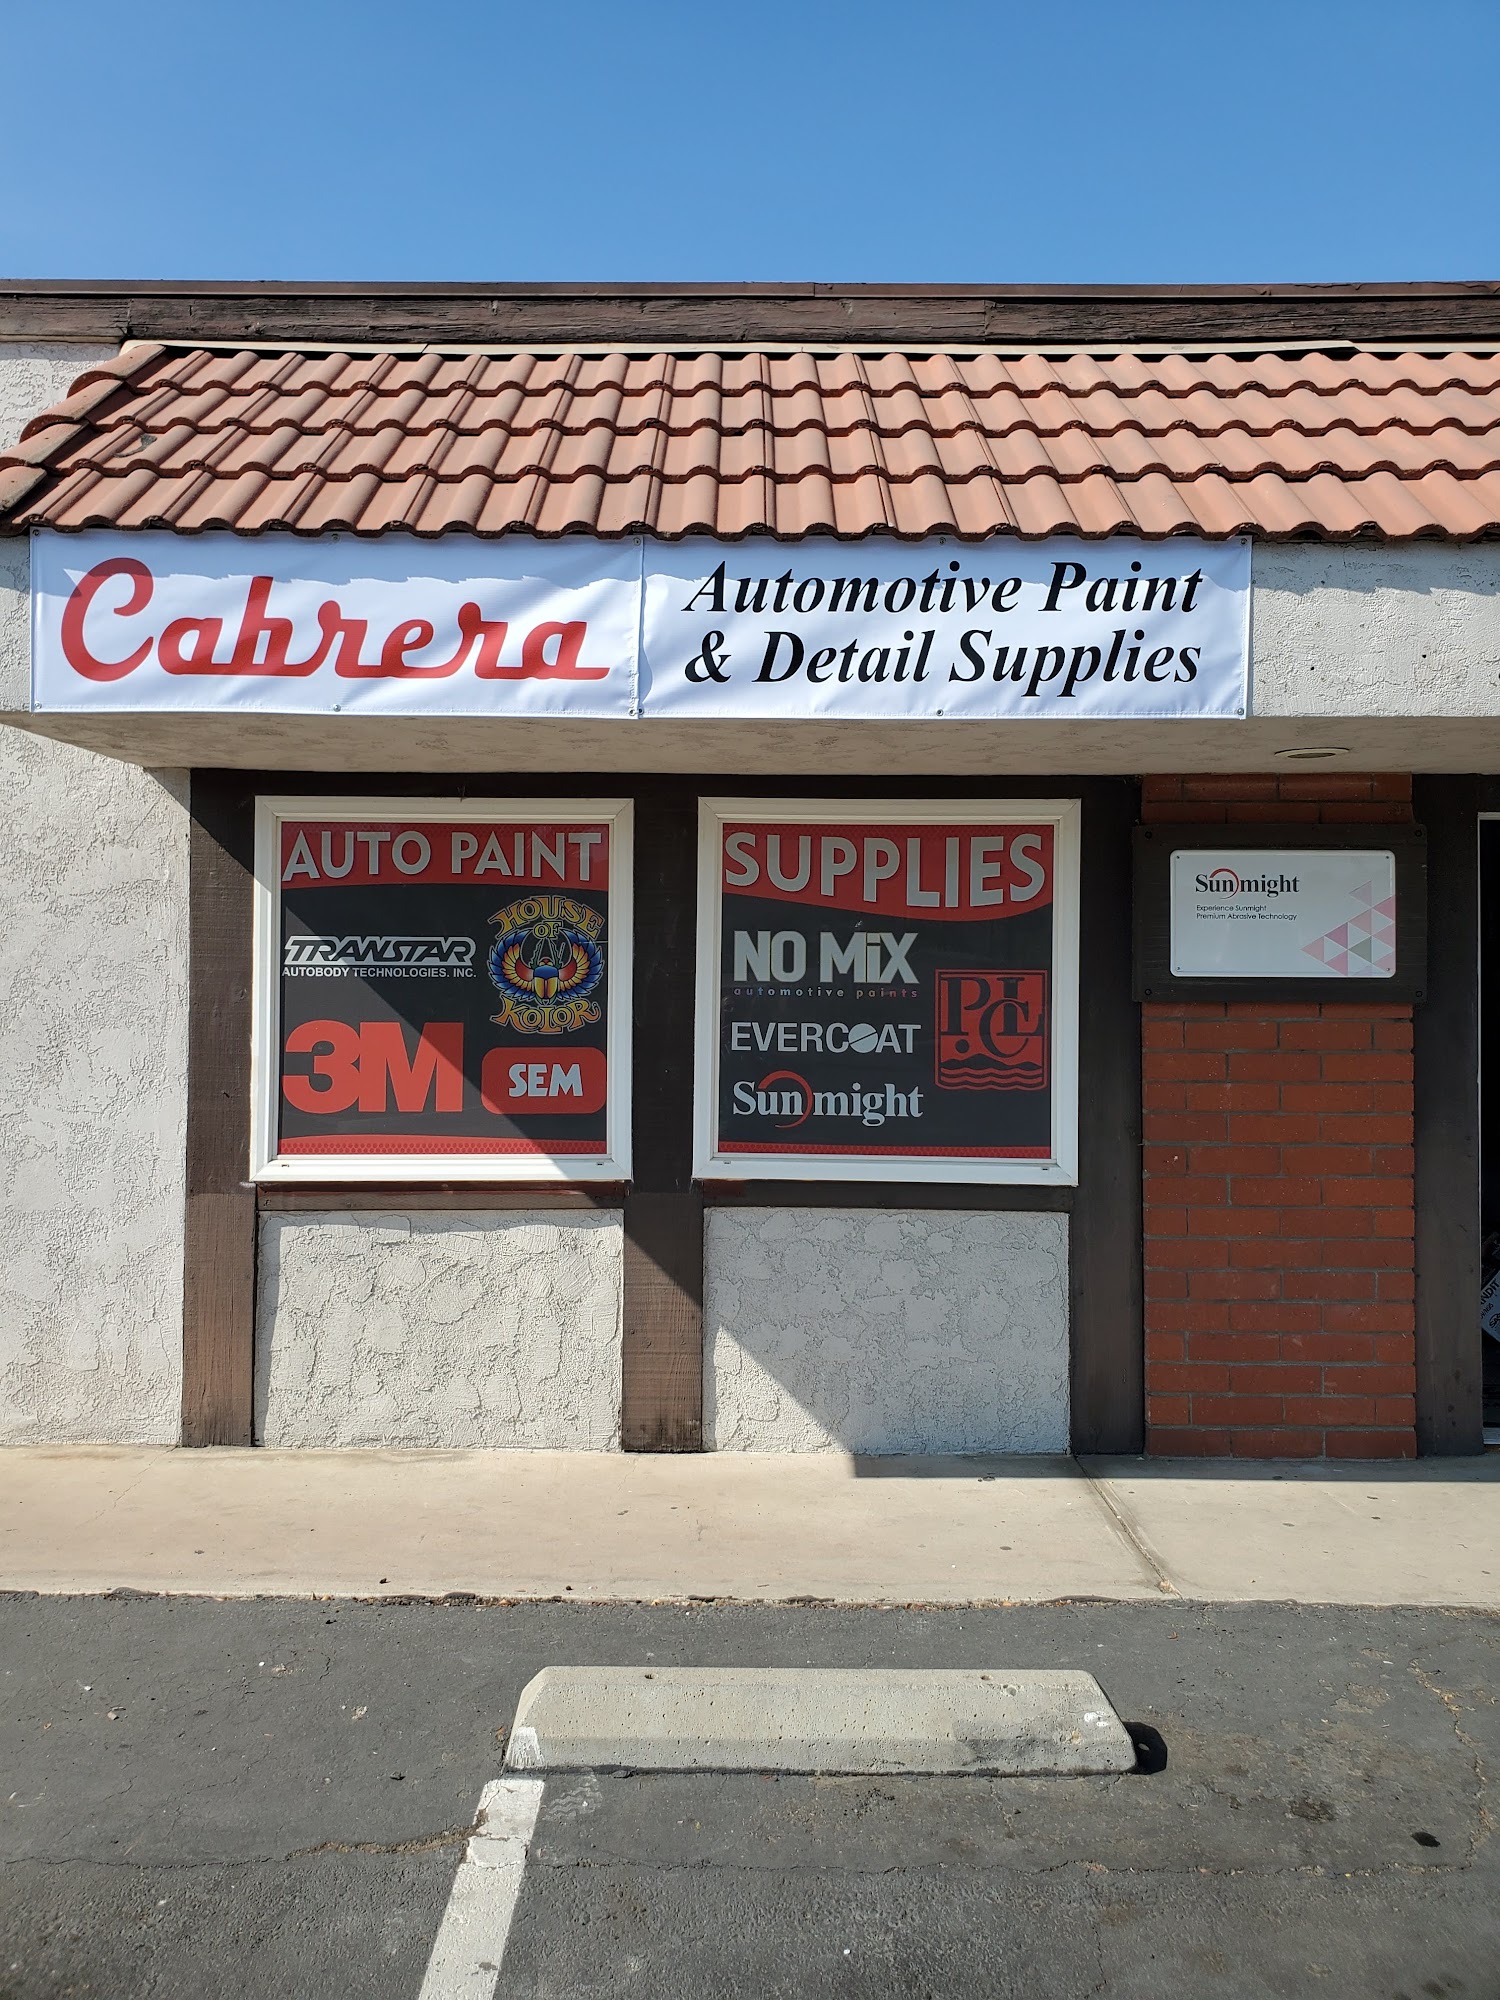 Cabrera
Automotive Paint
& Detail Supplies
AUTO PAINT
TRANSTAR
AUTOBODY TECHNOLOGIES, INC.
HOUSE
OF
KOLOR
3M
SEM
SUPPLIES
NO MiX
automotive paints
EVERCOAT
Sunmight
Sunmight
Experience Sunmight
Premium Abrasive Technology